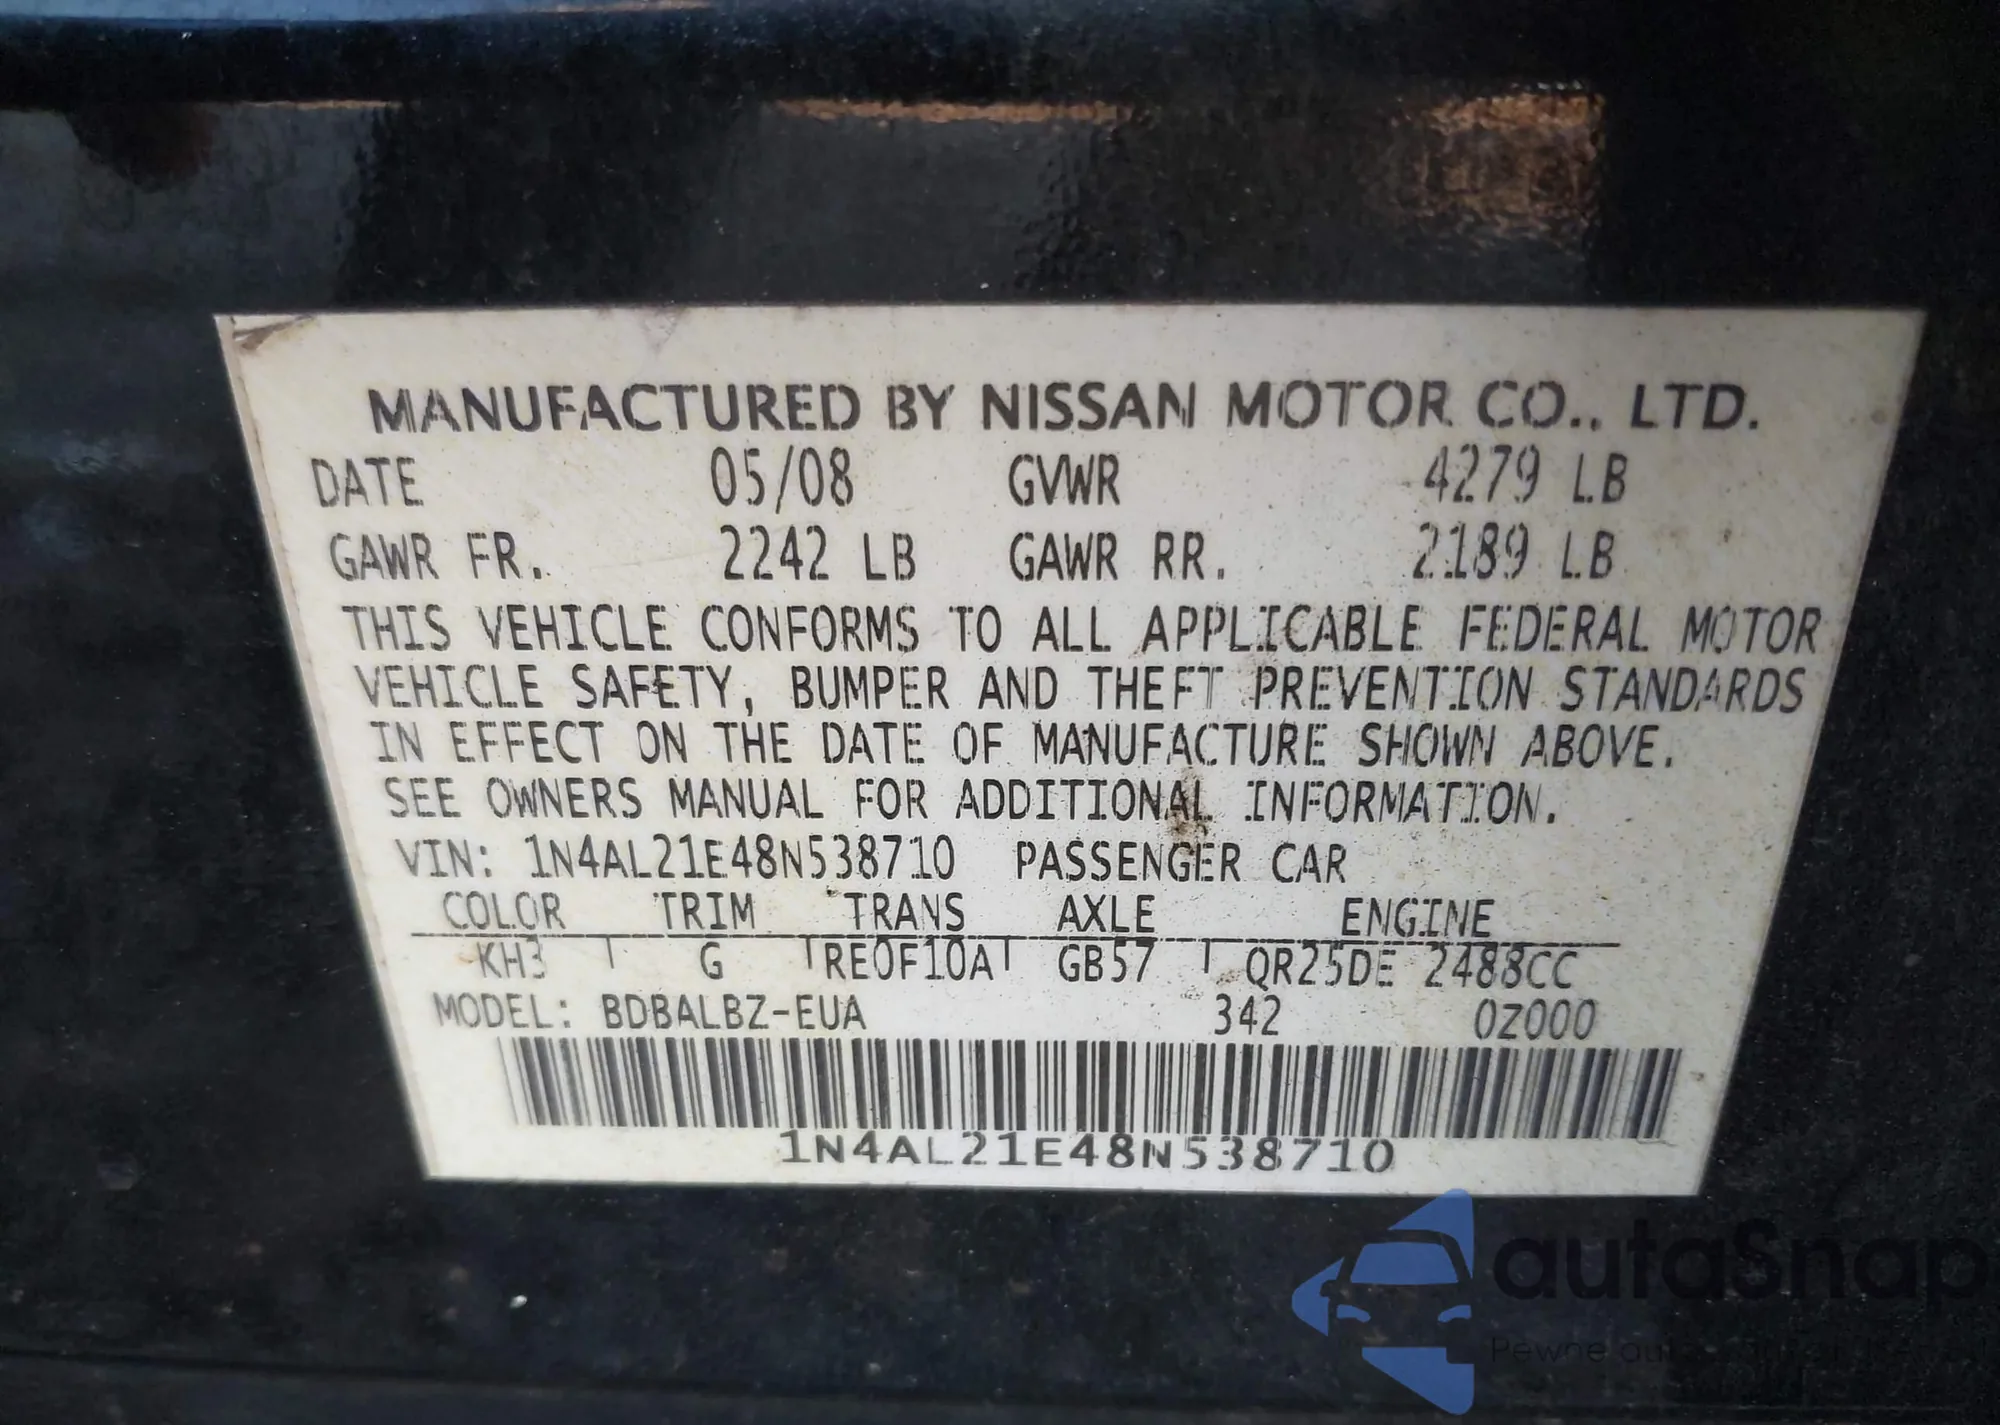 MANUFACTURED BY NISSAN MOTOR CO., LTD.
DATE 05/08 GVWR 4279 LB
GAWR FR. 2242 LB GAWR RR. 2189 LB
THIS VEHICLE CONFORMS TO ALL APPLICABLE FEDERAL MOTOR
VEHICLE SAFETY, BUMPER AND THEFT PREVENTION STANDARDS
IN EFFECT ON THE DATE OF MANUFACTURE SHOWN ABOVE.
SEE OWNERS MANUAL FOR ADDITIONAL INFORMATION.
VIN: 1N4AL21E48N538710 PASSENGER CAR
COLOR TRIM TRANS AXLE ENGINE
KH3 G RE0F10A GB57 QR25DE 2488CC
MODEL: BDBALBZ-EUA 342 0Z000
1N4AL21E48N538710
autoSnap
Pewne